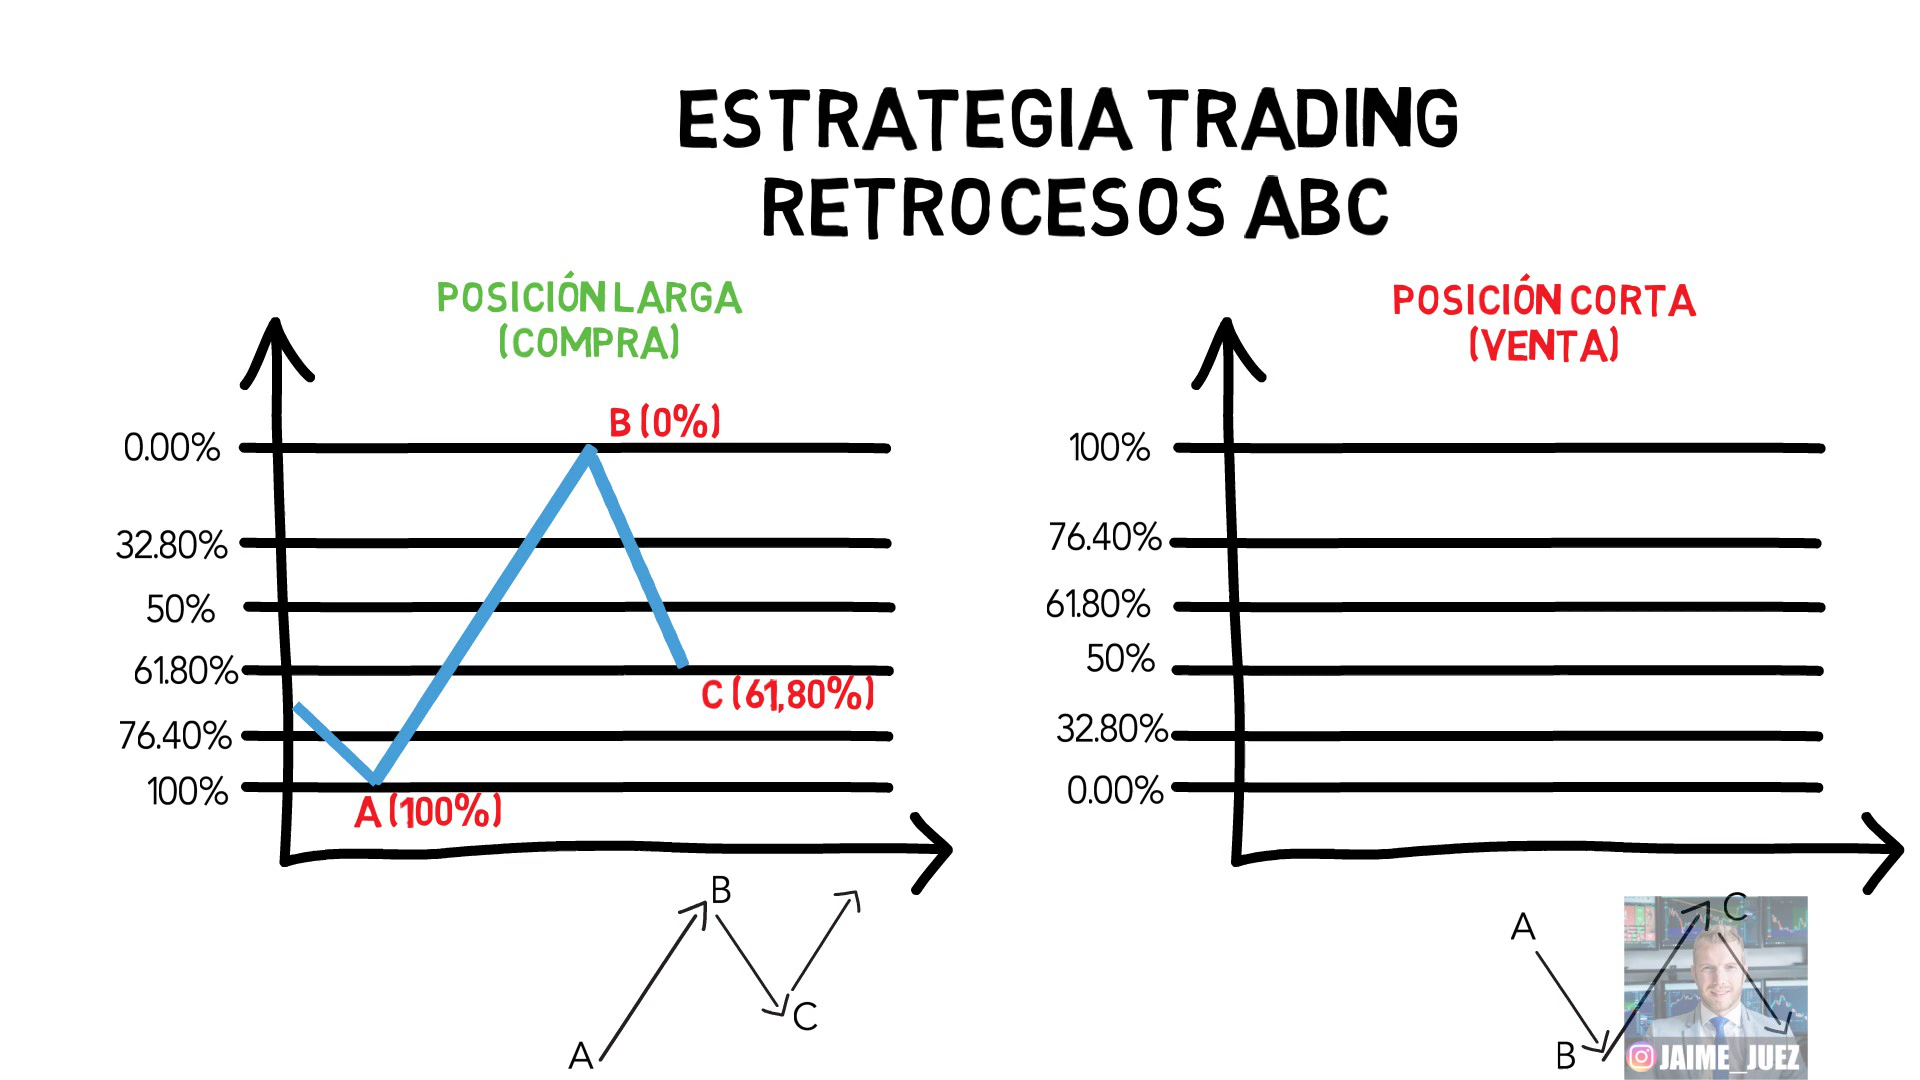 ESTRATEGIA TRADING
RETROCESOS ABC
POSICIÓN LARGA
(COMPRA)
B (0%)
0.00%
32.80%
50%
61.80%
C (61,80%)
76.40%
100%
A (100%)
B
C
A
POSICIÓN CORTA
(VENTA)
100%
76.40%
61.80%
50%
32.80%
0.00%
C
A
B
JAIME_JUEZ